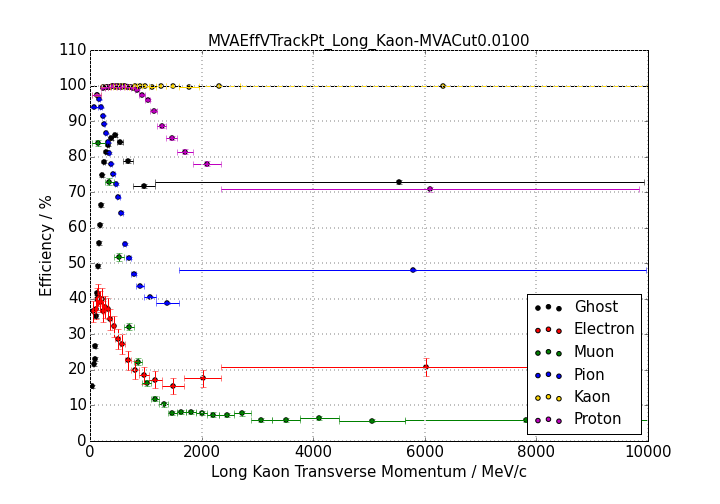 MVAEffVTrackPt_Long_Kaon-MVACut0.0100
110
100
90
80
70
60
50
40
30
20
10
0
Efficiency / %
Ghost
Electron
Muon
Pion
Kaon
Proton
0 2000 4000 6000 8000 10000
Long Kaon Transverse Momentum / MeV/c